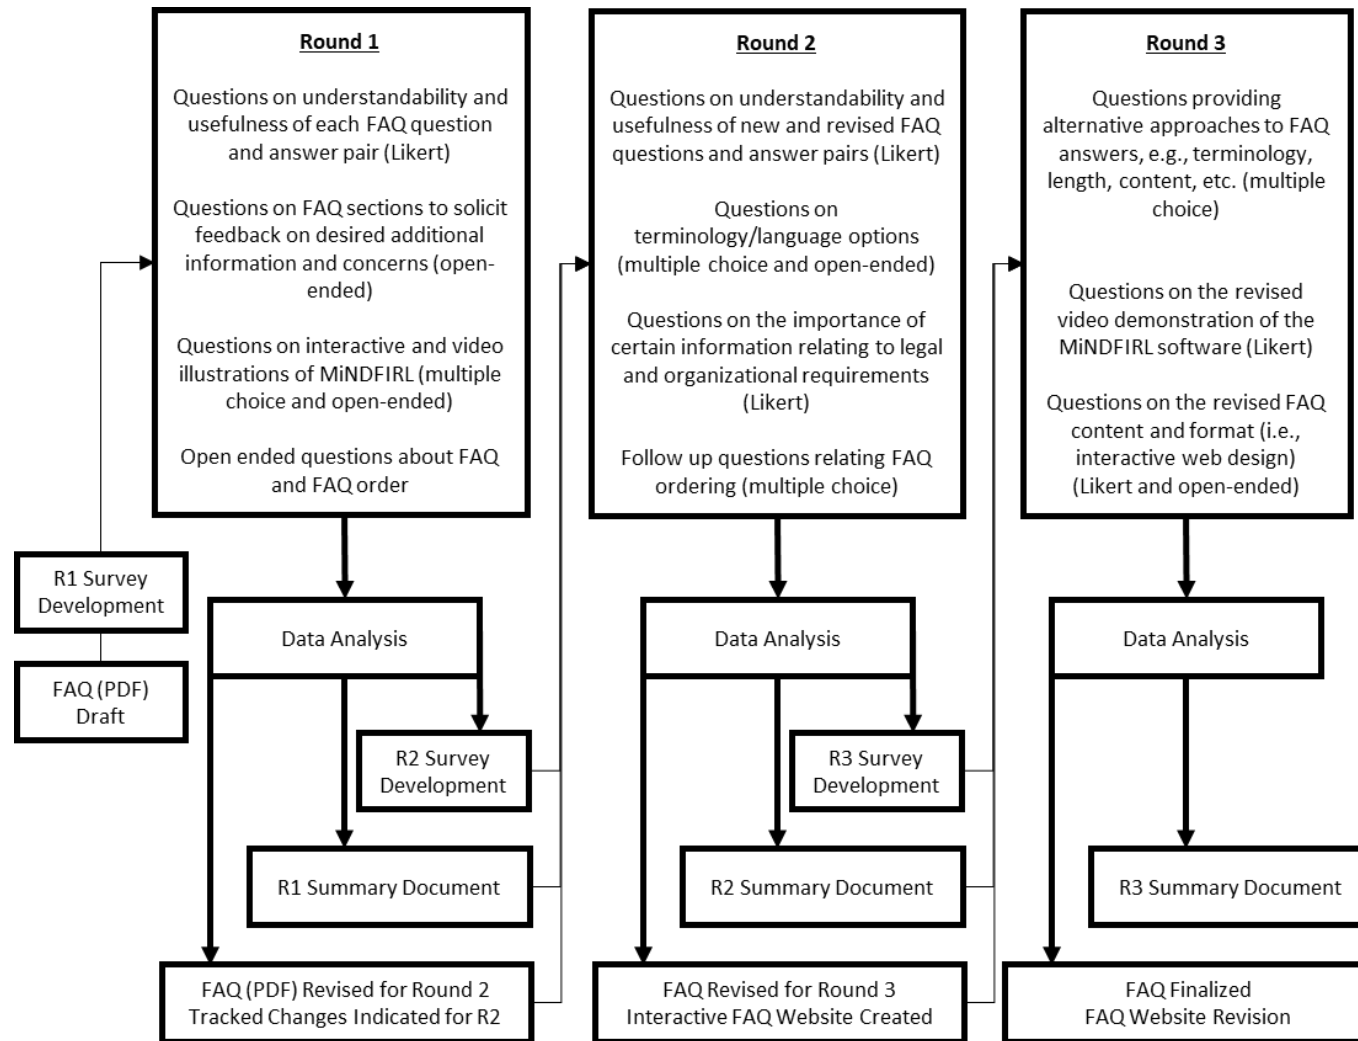 Round 1
Questions on understandability and
usefulness of each FAQ question
and answer pair (Likert)
Questions on FAQ sections to solicit
feedback on desired additional
information and concerns (open-
ended)
Questions on interactive and video
illustrations of MiNDFIRL (multiple
choice and open-ended)
Open ended questions about FAQ
and FAQ order
Round 2
Questions on understandability and
usefulness of new and revised FAQ
questions and answer pairs (Likert)
Questions on
terminology/language options
(multiple choice and open-ended)
Questions on the importance of
certain information relating to legal
and organizational requirements
(Likert)
Follow up questions relating FAQ
ordering (multiple choice)
Round 3
Questions providing
alternative approaches to FAQ
answers, e.g., terminology,
length, content, etc. (multiple
choice)
Questions on the revised
video demonstration of the
MiNDFIRL software (Likert)
Questions on the revised FAQ
content and format (i.e.,
interactive web design)
(Likert and open-ended)
R1 Survey
Development
FAQ (PDF)
Draft
Data Analysis
R2 Survey
Development
R1 Summary Document
FAQ (PDF) Revised for Round 2
Tracked Changes Indicated for R2
Data Analysis
R3 Survey
Development
R2 Summary Document
FAQ Revised for Round 3
Interactive FAQ Website Created
Data Analysis
R3 Summary Document
FAQ Finalized
FAQ Website Revision